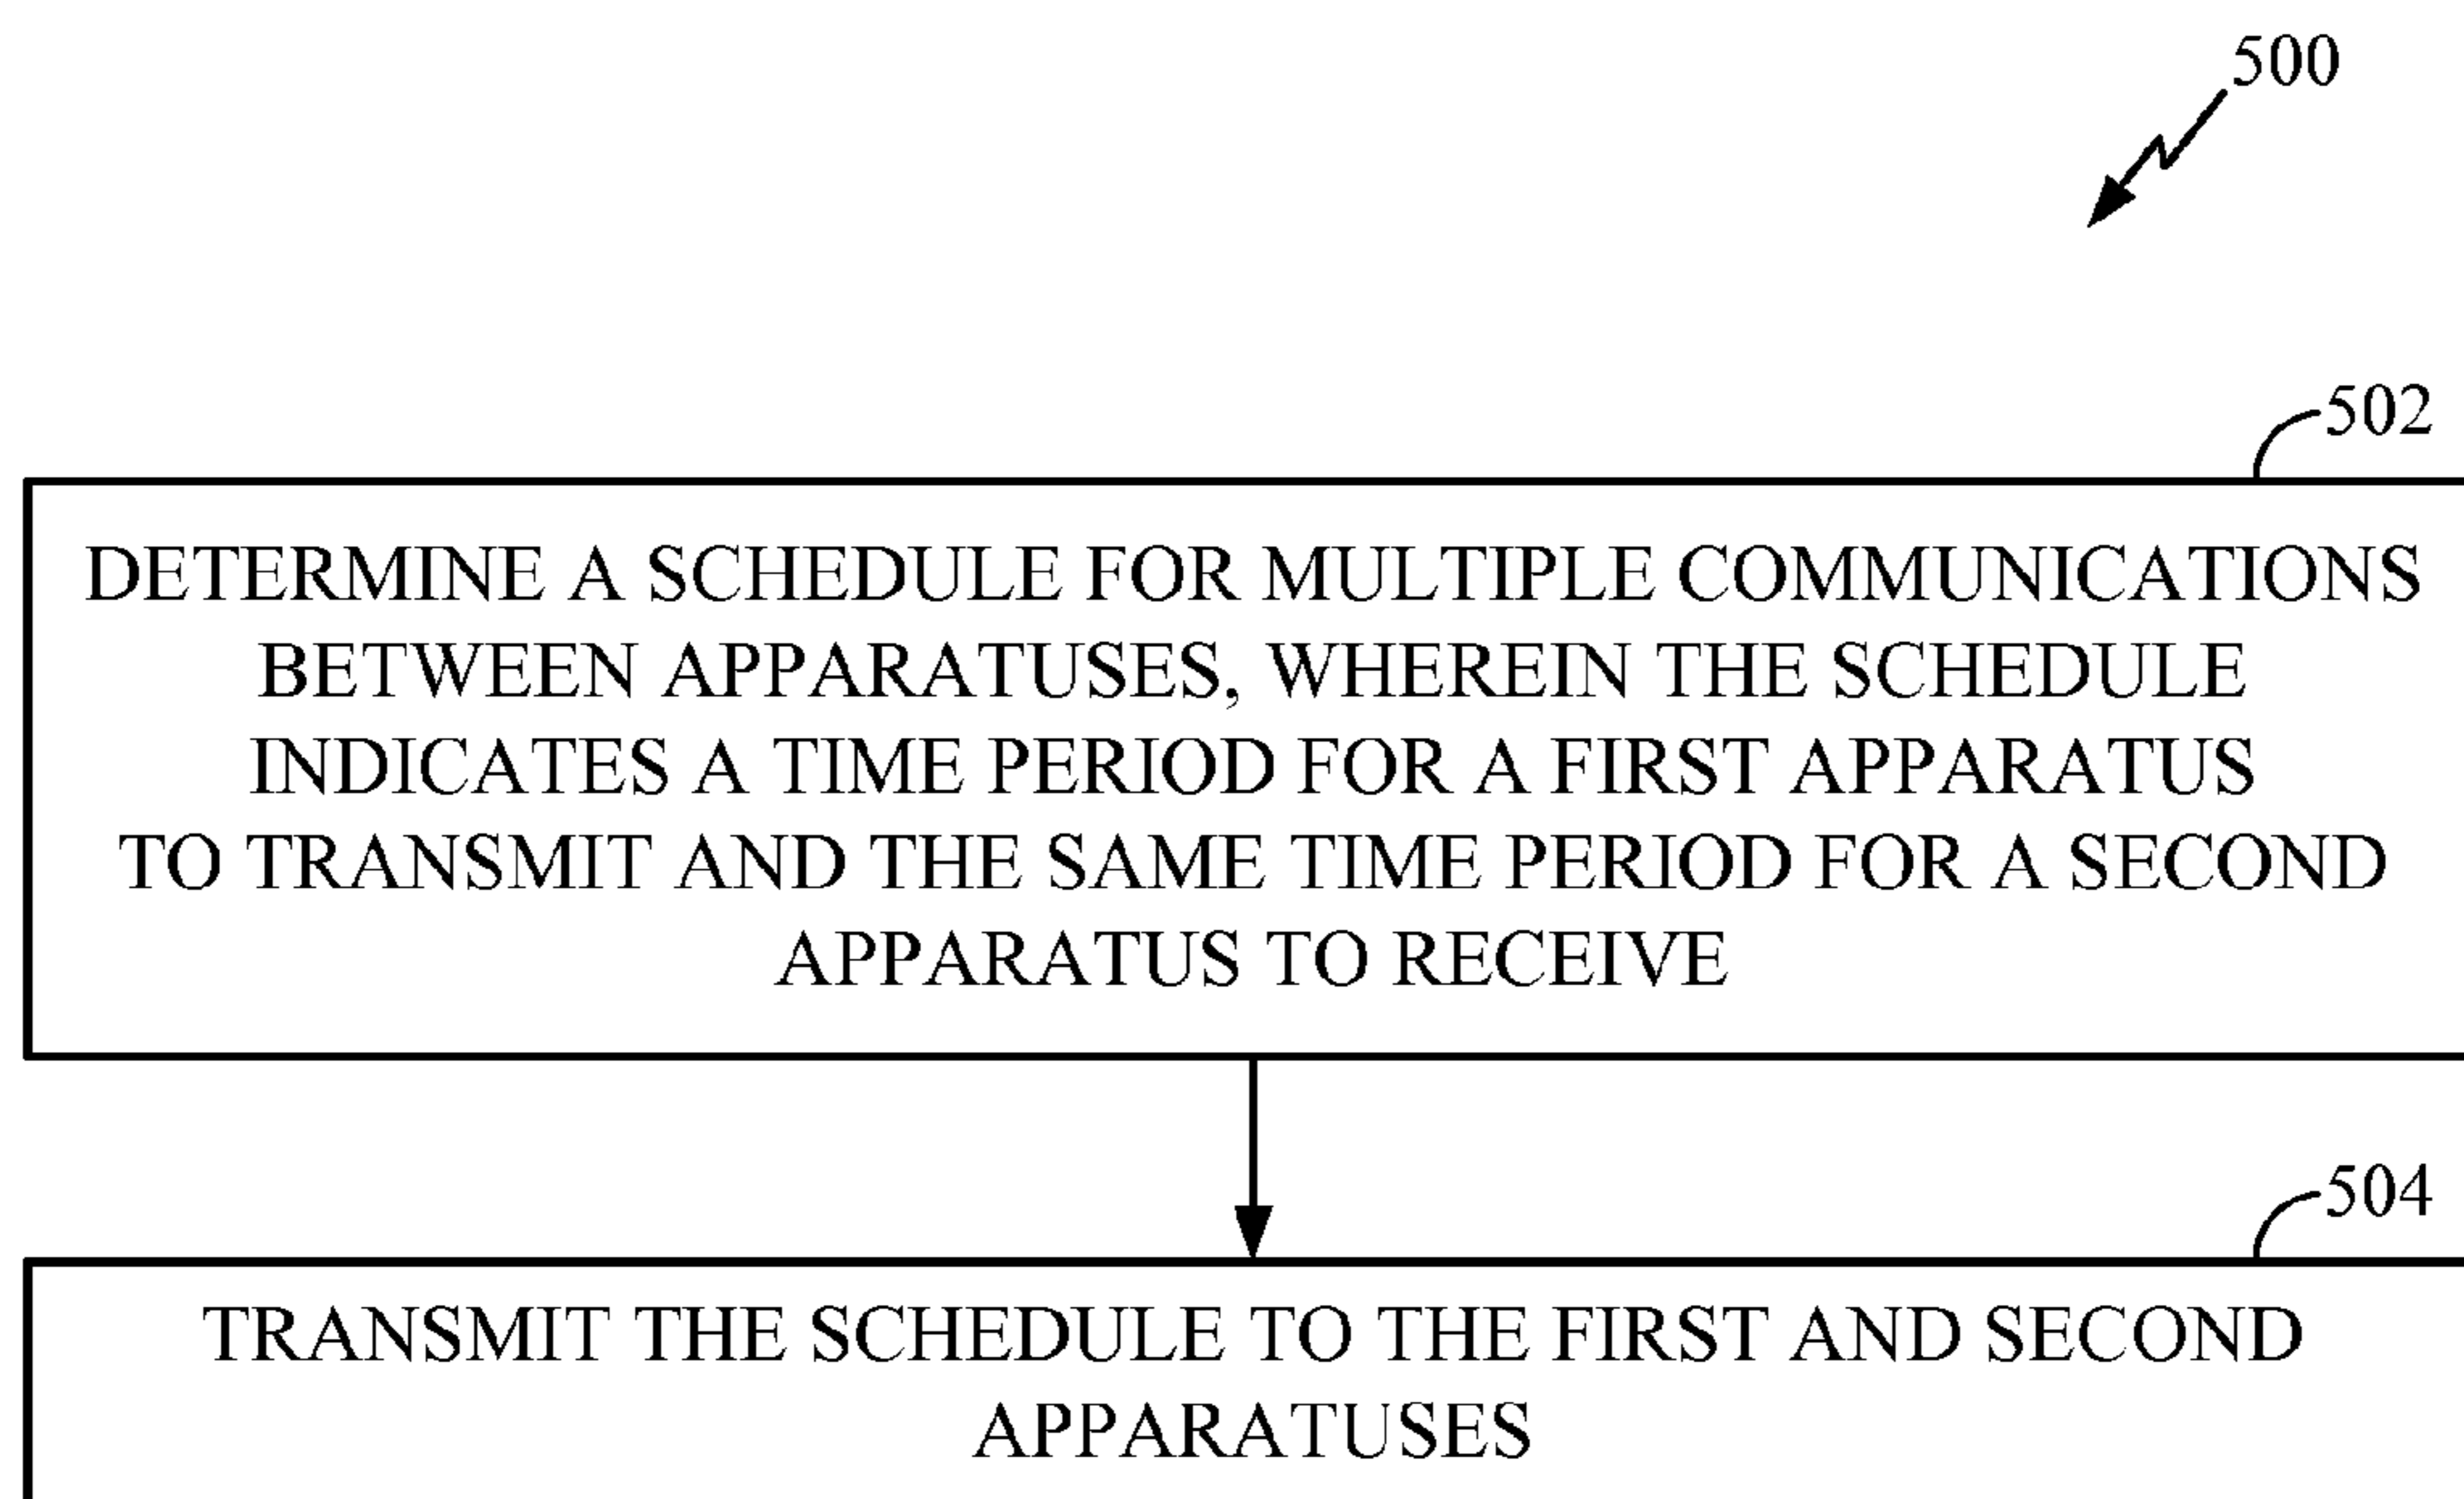 500
502
DETERMINE A SCHEDULE FOR MULTIPLE COMMUNICATIONS
BETWEEN APPARATUSES, WHEREIN THE SCHEDULE
INDICATES A TIME PERIOD FOR A FIRST APPARATUS
TO TRANSMIT AND THE SAME TIME PERIOD FOR A SECOND
APPARATUS TO RECEIVE
504
TRANSMIT THE SCHEDULE TO THE FIRST AND SECOND
APPARATUSES